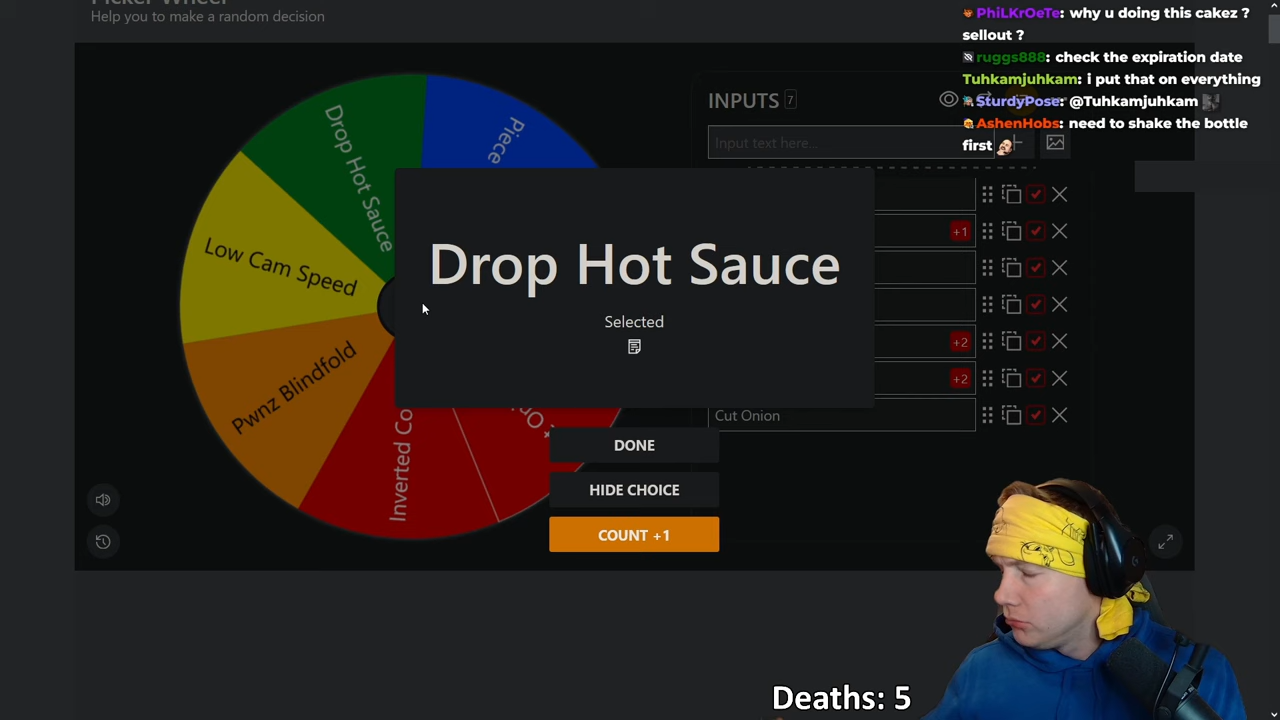 Help you to make a random decision
PhiLKrOeTe: why u doing this cakez ?
sellout ?
ruggs888: check the expiration date
Tuhkamjuhkam: i put that on everything
SturdyPose: @Tuhkamjuhkam
AshenHobs: need to shake the bottle
first
INPUTS 7
Input text here...
Drop Hot Sauce
Piece
Low Cam Speed
Pwnz Blindfold
Inverted Co
Drop Hot Sauce
Selected
+1
+2
+2
Cut Onion
DONE
HIDE CHOICE
COUNT +1
Deaths: 5